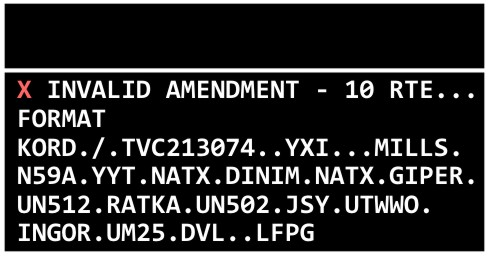 X INVALID AMENDMENT - 10 RTE...
FORMAT
KORD./.TVC213074..YXI...MILLS.
N59A.YYT.NATX.DINIM.NATX.GIPER.
UN512.RATKA.UN502.JSY.UTWWO.
INGOR.UM25.DVL..LFPG